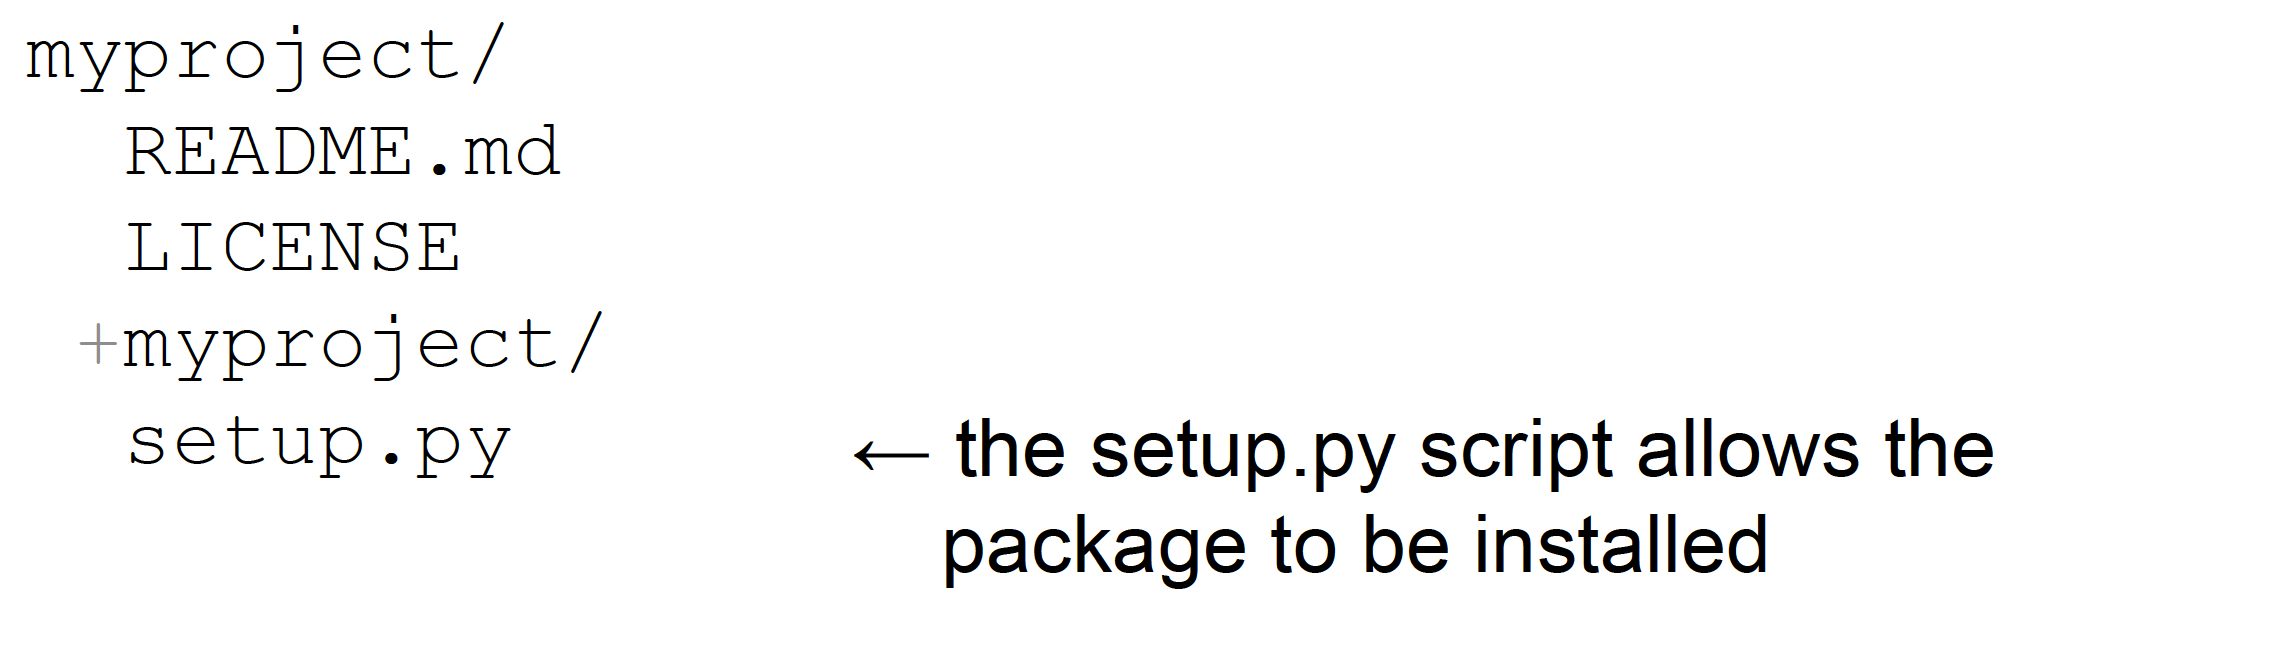 myproject/
README.md
LICENSE
+myproject/
setup.py
← the setup.py script allows the
package to be installed